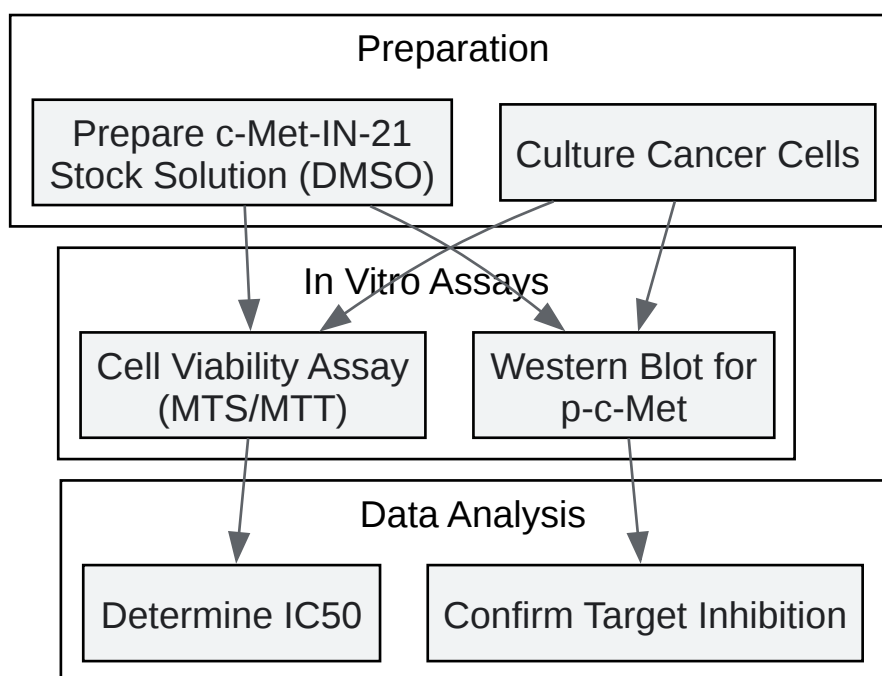 Preparation
Prepare c-Met-IN-21
Stock Solution (DMSO)
Culture Cancer Cells
In Vitro Assays
Cell Viability Assay
(MTS/MTT)
Western Blot for
p-c-Met
Data Analysis
Determine IC50
Confirm Target Inhibition